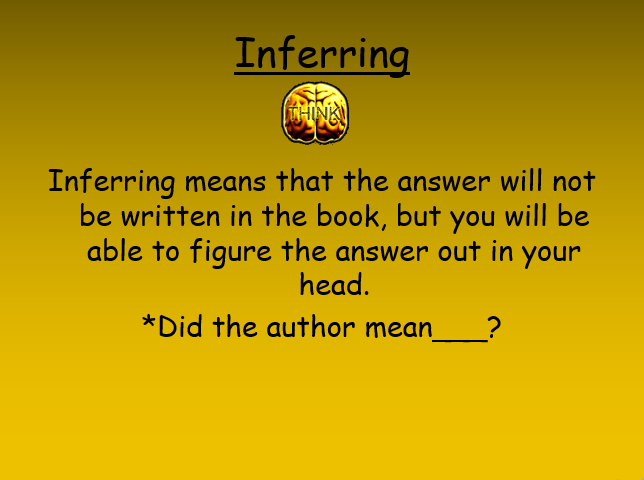 Inferring
THINK
Inferring means that the answer will not
be written in the book, but you will be
able to figure the answer out in your
head.
*Did the author mean___?